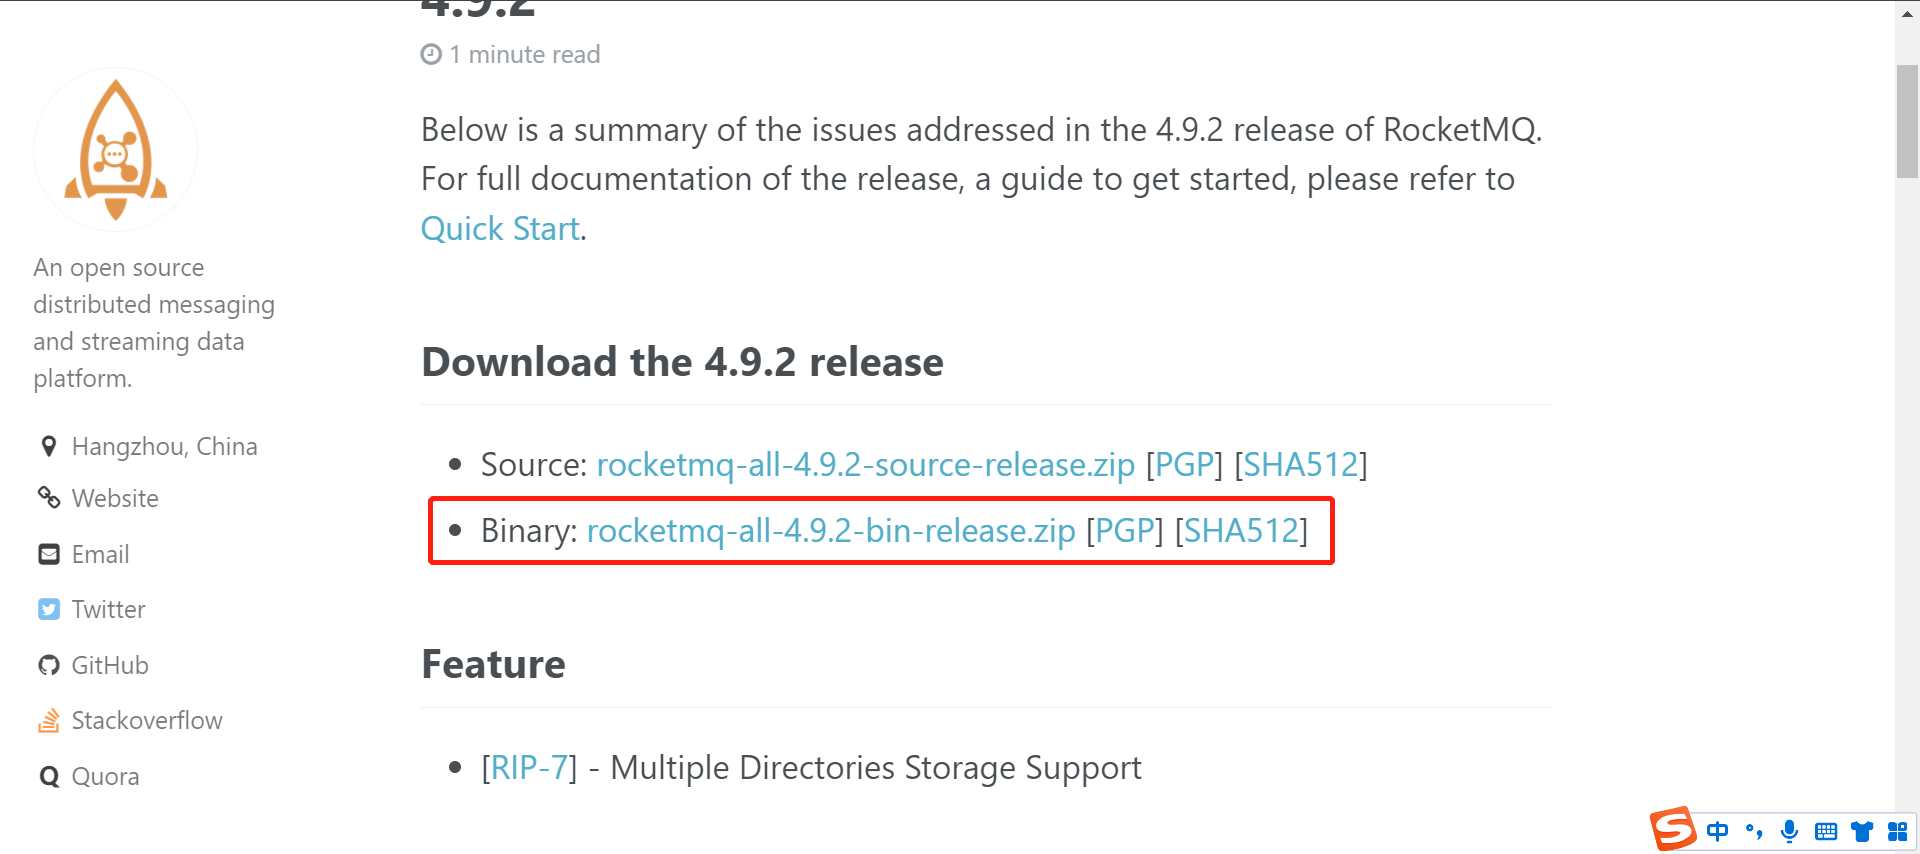 4.9.2
1 minute read
Below is a summary of the issues addressed in the 4.9.2 release of RocketMQ.
For full documentation of the release, a guide to get started, please refer to
Quick Start.
An open source
distributed messaging
and streaming data
platform.
Hangzhou, China
Website
Email
Twitter
GitHub
Stackoverflow
Quora
Download the 4.9.2 release
Source: rocketmq-all-4.9.2-source-release.zip [PGP] [SHA512]
Binary: rocketmq-all-4.9.2-bin-release.zip [PGP] [SHA512]
Feature
[RIP-7] - Multiple Directories Storage Support
中